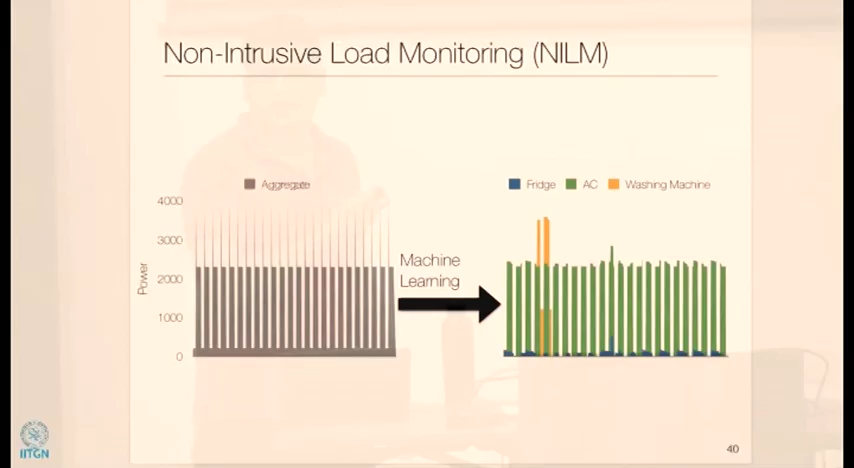 Non-Intrusive Load Monitoring (NILM)
Aggregate
Fridge AC Washing Machine
4000
3000
2000
1000
0
Power
Machine
Learning
40
IITGN